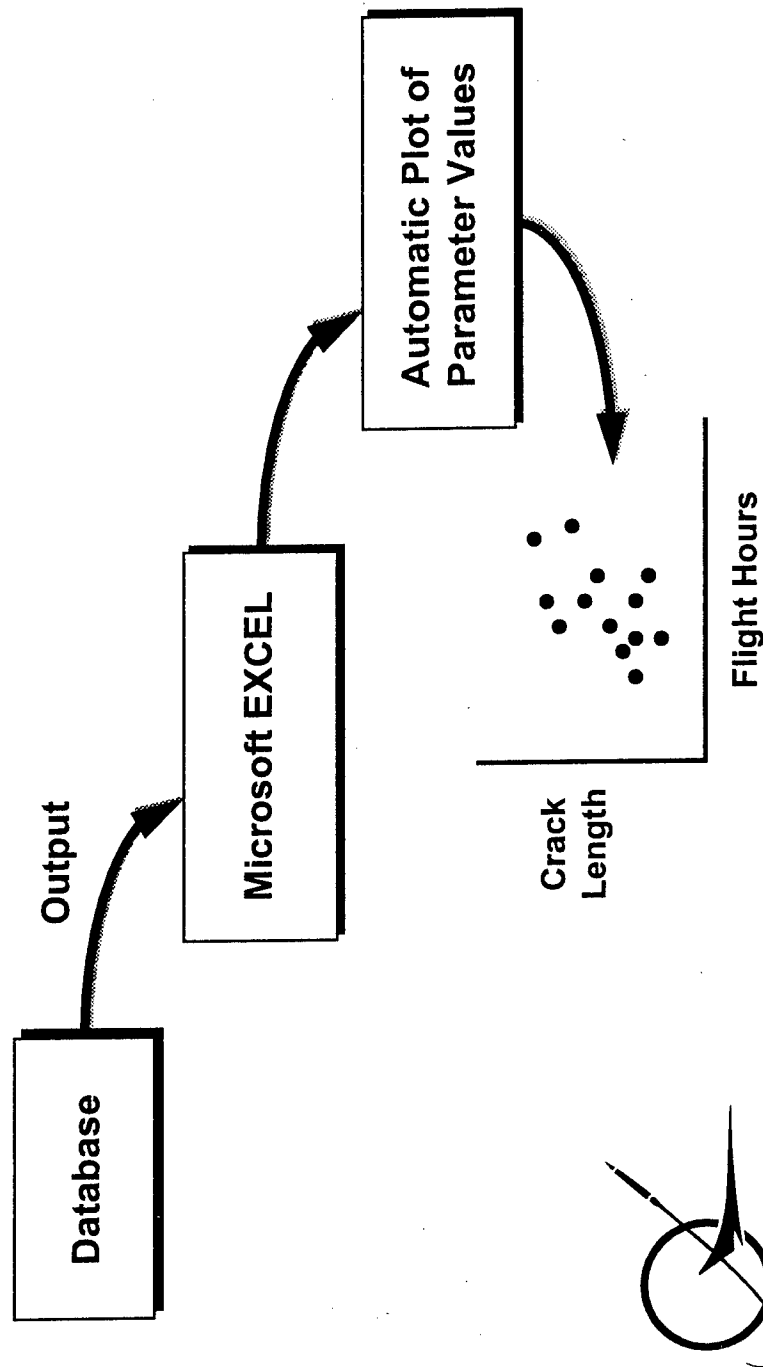 Database
Output
Microsoft EXCEL
Automatic Plot of
Parameter Values
Crack
Length
Flight Hours